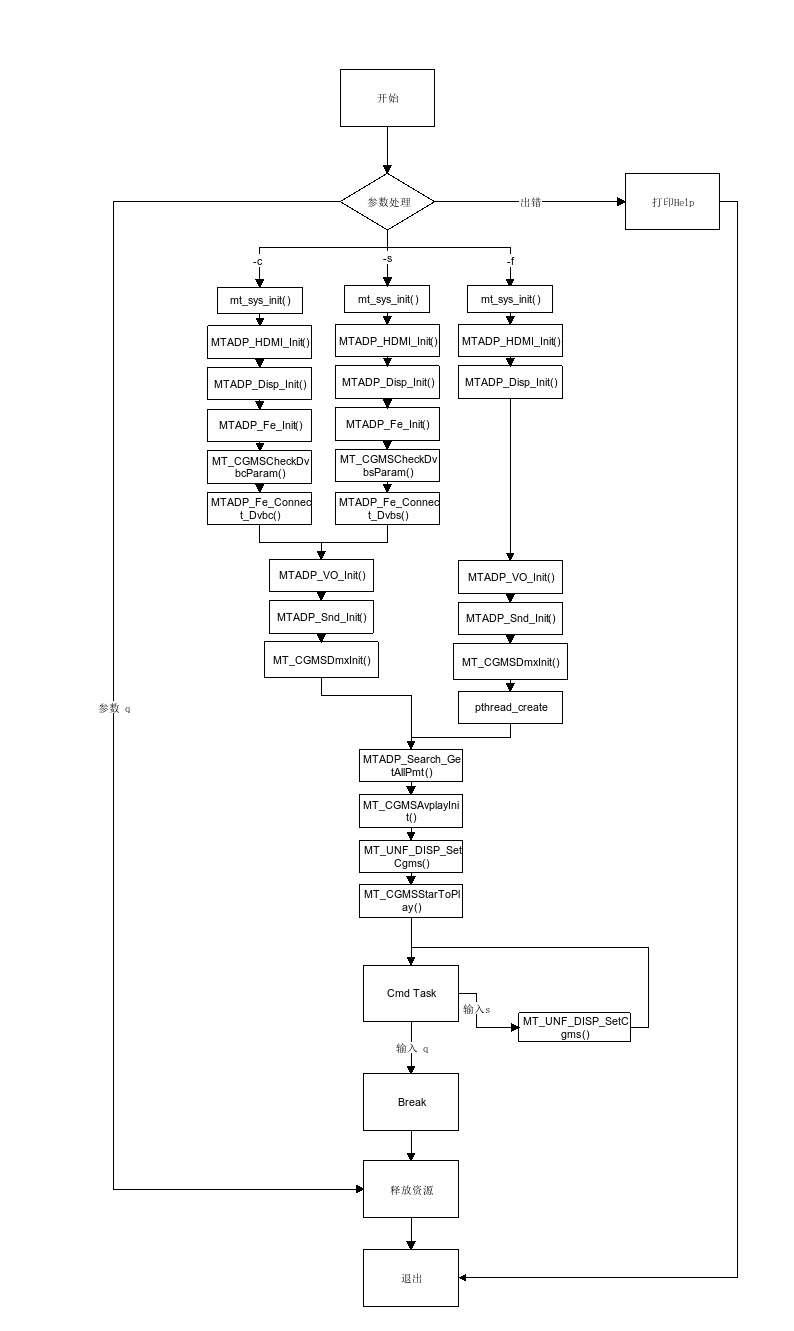 开始
参数处理
出错
打印Help
-c
-s
-f
mt_sys_init()
mt_sys_init()
mt_sys_init()
MTADP_HDMI_Init()
MTADP_HDMI_Init()
MTADP_HDMI_Init()
MTADP_Disp_Init()
MTADP_Disp_Init()
MTADP_Disp_Init()
MTADP_Fe_Init()
MTADP_Fe_Init()
MT_CGMSCheckDv
bcParam()
MT_CGMSCheckDv
bsParam()
MTADP_Fe_Connec
t_Dvbc()
MTADP_Fe_Connec
t_Dvbs()
MTADP_VO_Init()
MTADP_VO_Init()
MTADP_Snd_Init()
MTADP_Snd_Init()
MT_CGMSDmxInit()
MT_CGMSDmxInit()
参数 q
pthread_create
MTADP_Search_Ge
tAllPmt()
MT_CGMSAvplayIni
t()
MT_UNF_DISP_Set
Cgms()
MT_CGMSStarToPl
ay()
Cmd Task
输入s
MT_UNF_DISP_SetC
gms()
输入 q
Break
释放资源
退出